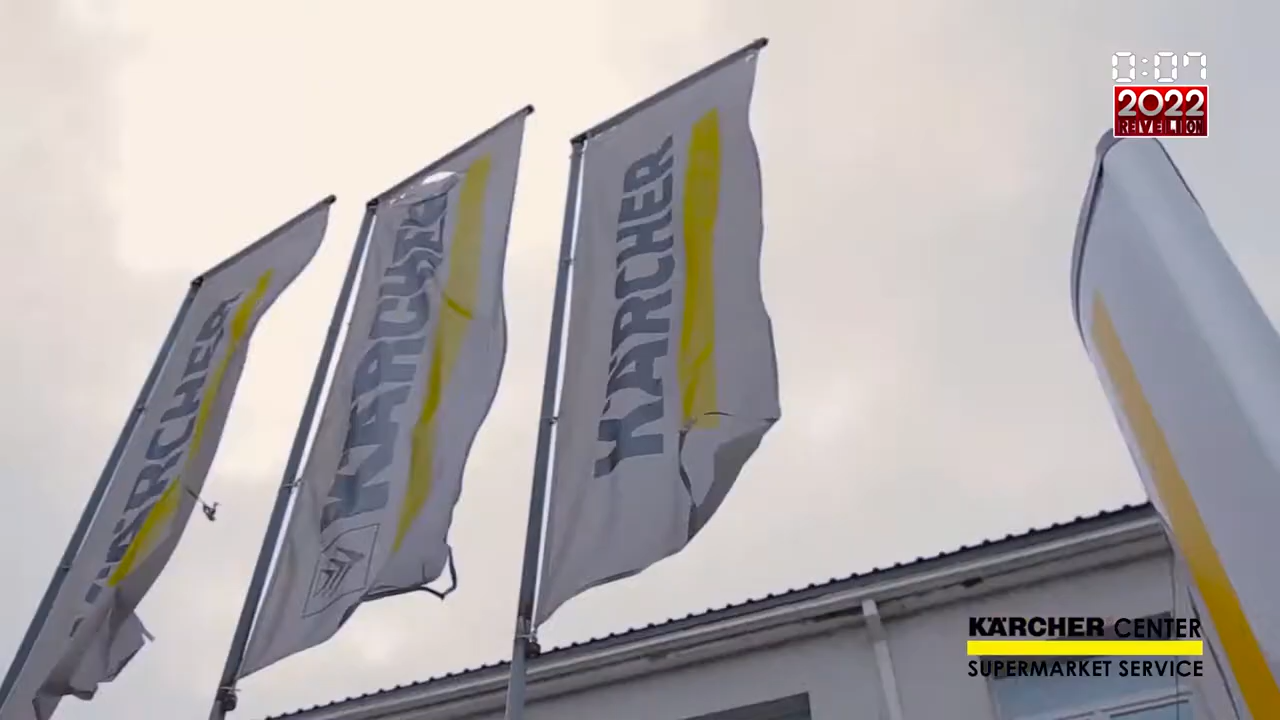 0:07
2022
REVELION
KÄRCHER
KÄRCHER
KÄRCHER
KÄRCHER CENTER
SUPERMARKET SERVICE